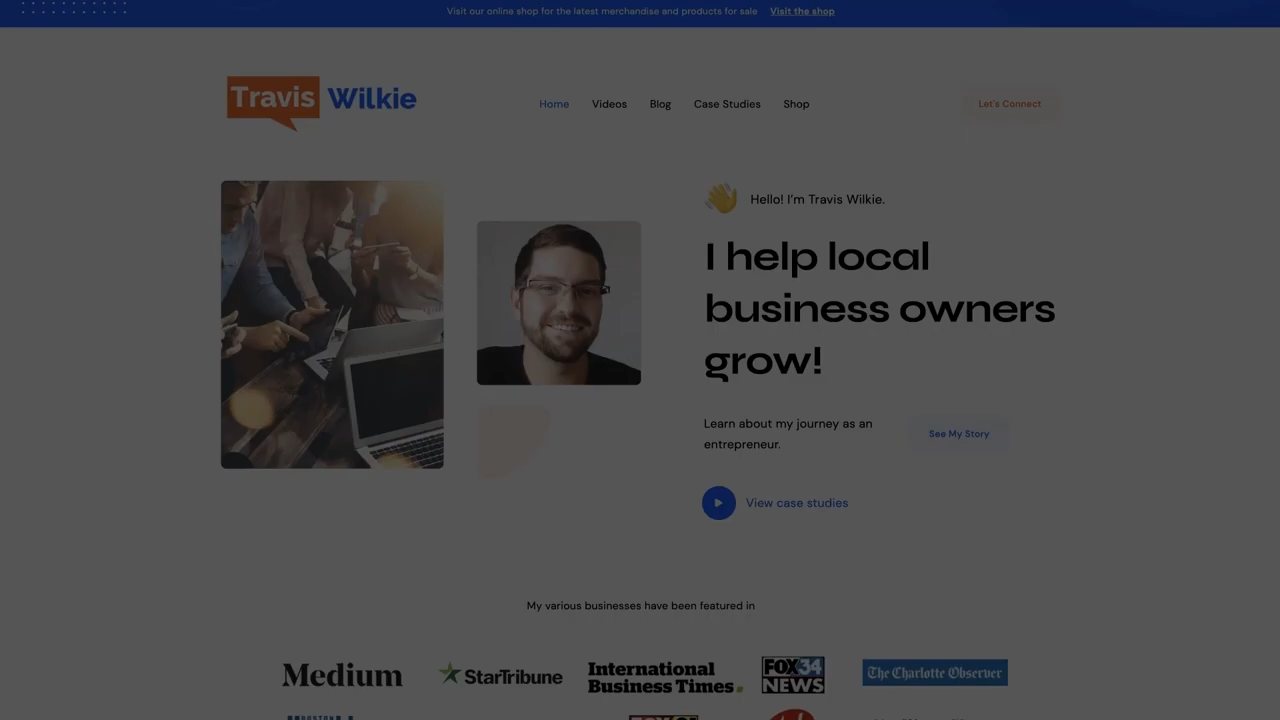 Visit our online shop for the latest merchandise and products for sale Visit the shop
Travis Wilkie
Home Videos Blog Case Studies Shop
Let's Connect
Hello! I'm Travis Wilkie.
I help local
business owners
grow!
Learn about my journey as an
entrepreneur.
See My Story
View case studies
My various businesses have been featured in
Medium
StarTribune
International
Business Times
FOX 34
NEWS
The Charlotte Observer